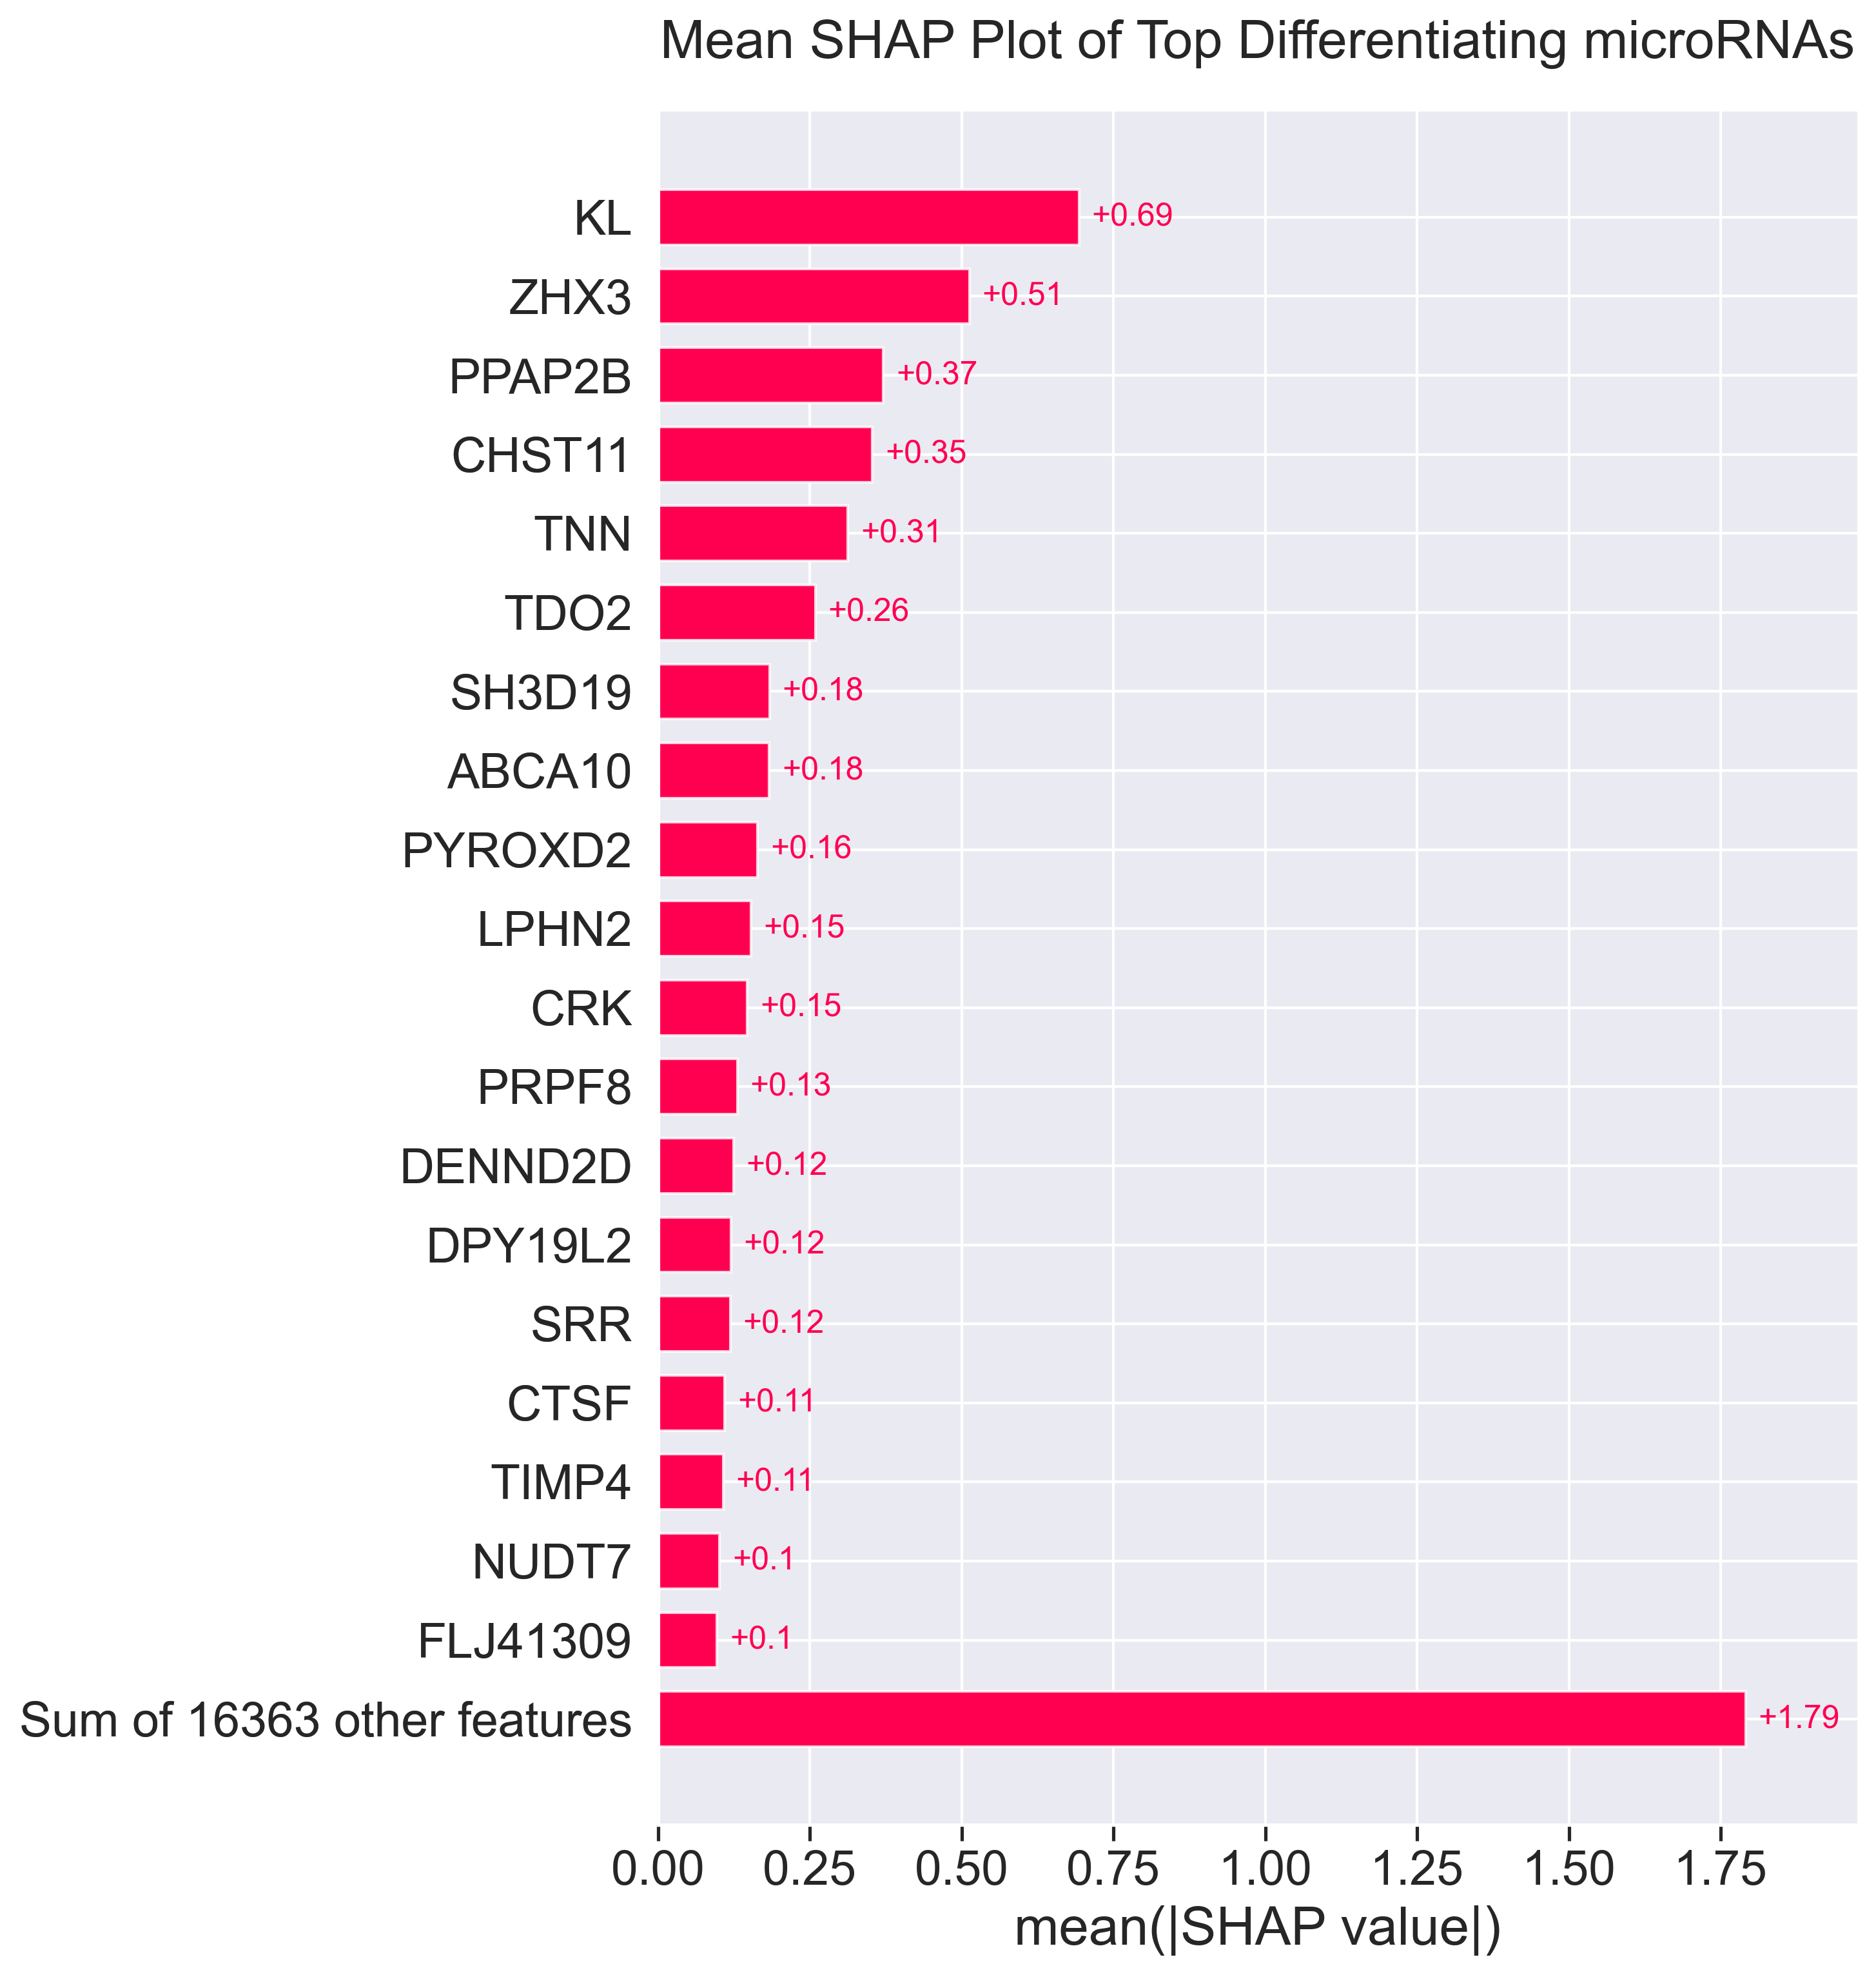 Mean SHAP Plot of Top Differentiating microRNAs
KL +0.69
ZHX3 +0.51
PPAP2B +0.37
CHST11 +0.35
TNN +0.31
TDO2 +0.26
SH3D19 +0.18
ABCA10 +0.18
PYROXD2 +0.16
LPHN2 +0.15
CRK +0.15
PRPF8 +0.13
DENND2D +0.12
DPY19L2 +0.12
SRR +0.12
CTSF +0.11
TIMP4 +0.11
NUDT7 +0.1
FLJ41309 +0.1
Sum of 16363 other features +1.79
0.00 0.25 0.50 0.75 1.00 1.25 1.50 1.75
mean(|SHAP value|)